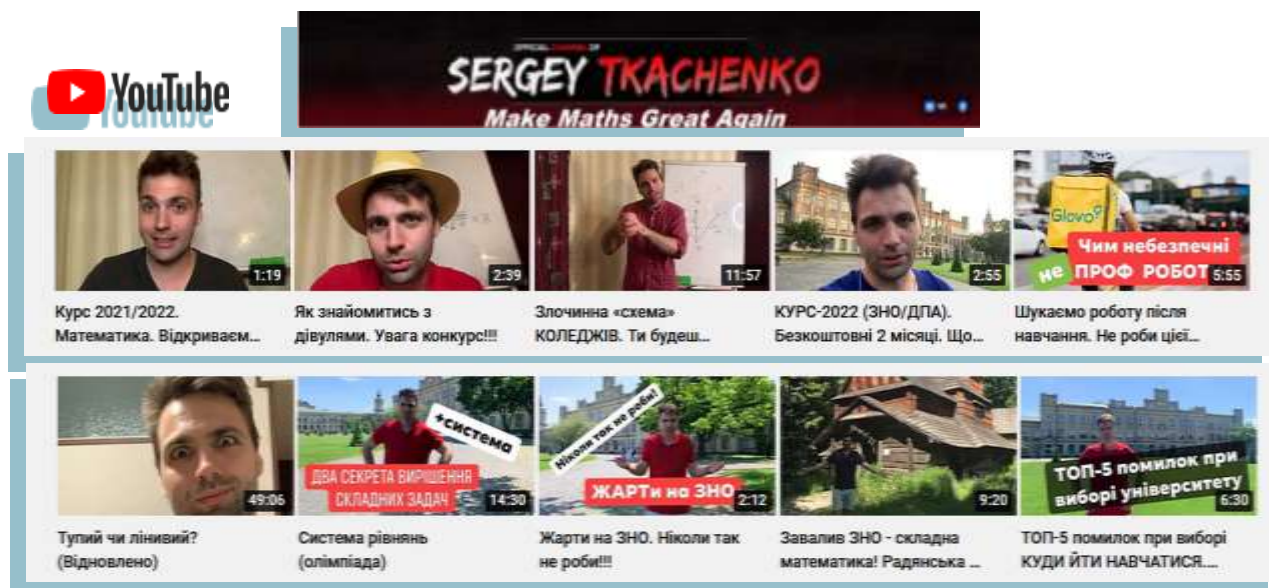 OFFICIAL CHANNEL OF
SERGEY TKACHENKO
Make Maths Great Again
YouTube
YouTube
1:19
2:39
11:57
2:55
Glovo
Чим небезпечні
не ПРОФ РОБОТ
5:55
Курс 2021/2022.
Математика. Відкриваєм...
Як знайомитись з
дівулями. Увага конкурс!!!
Злочинна «схема»
КОЛЕДЖІВ. Ти будеш...
КУРС-2022 (ЗНО/ДПА).
Безкоштовні 2 місяці. Що...
Шукаємо роботу після
навчання. Не роби цієї...
49:06
+система
ДВА СЕКРЕТА ВИРІШЕННЯ
СКЛАДНИХ ЗАДАЧ
14:30
Ніколи так не роби!
ЖАРТи на ЗНО
2:12
9:20
ТОП-5 помилок при
виборі університету
6:30
Тупий чи лінивий?
(Відновлено)
Система рівнянь
(олімпіада)
Жарти на ЗНО. Ніколи так
не роби!!!
Завалив ЗНО - складна
математика! Радянська ...
ТОП-5 помилок при виборі
КУДИ ЙТИ НАВЧАТИСЯ....